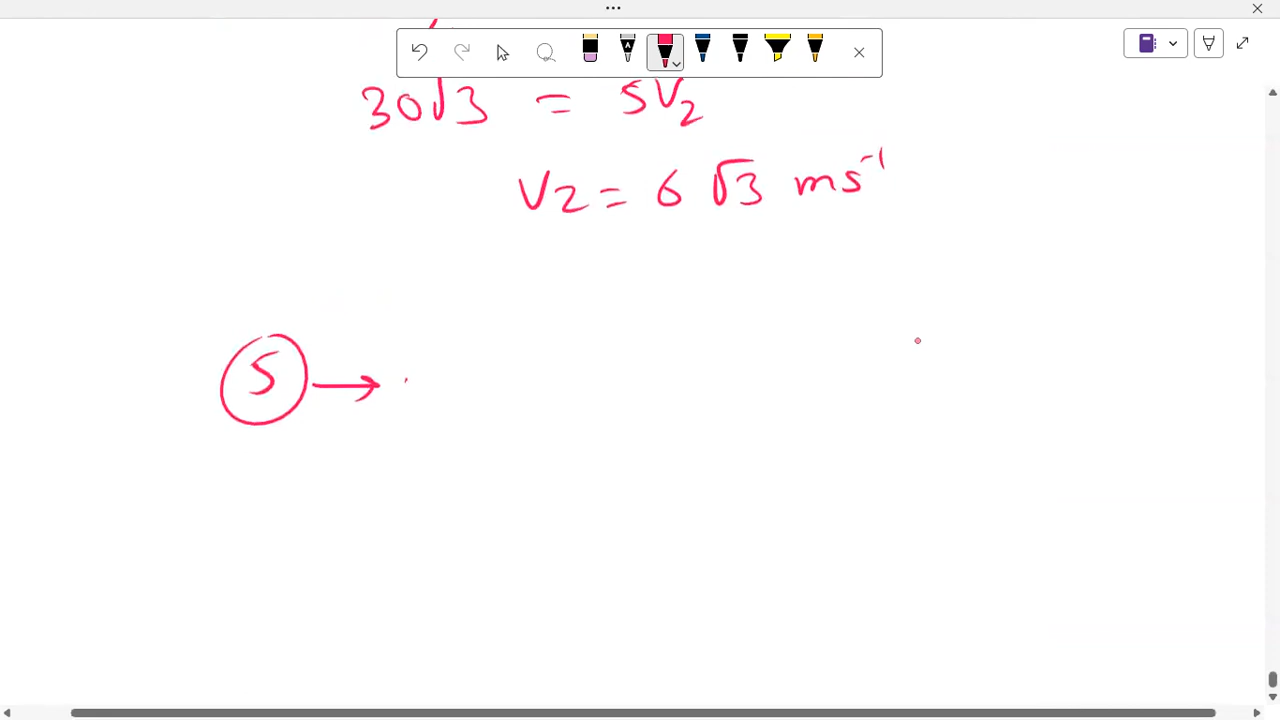 30√3 = 5V₂
V2 = 6√3 ms⁻¹
5 →